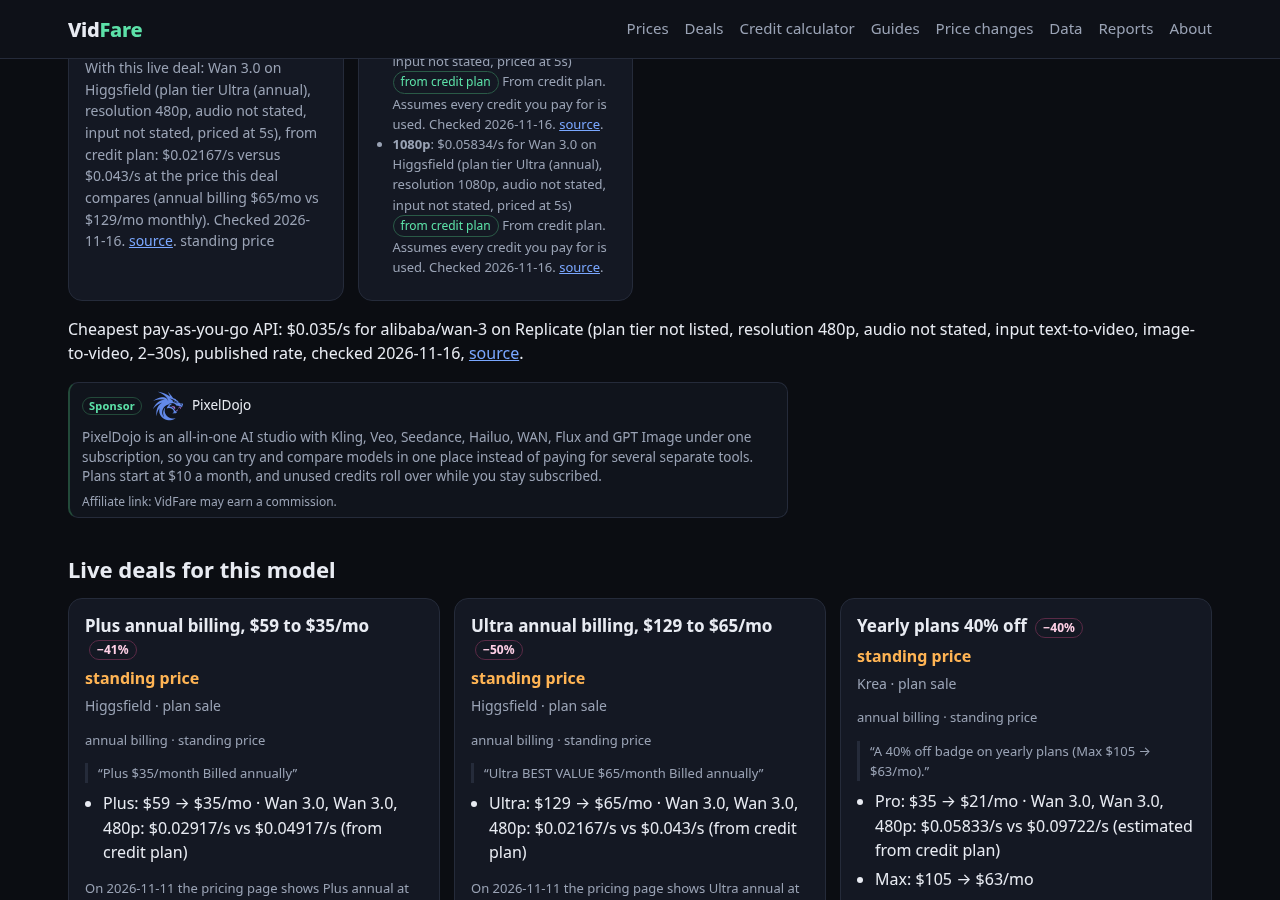 VidFare
Prices Deals Credit calculator Guides Price changes Data Reports About
With this live deal: Wan 3.0 on
Higgsfield (plan tier Ultra (annual),
resolution 480p, audio not stated,
input not stated, priced at 5s), from
credit plan: $0.02167/s versus
$0.043/s at the price this deal
compares (annual billing $65/mo vs
$129/mo monthly). Checked 2026-
11-16. source. standing price
input not stated, priced at 5s)
from credit plan From credit plan.
Assumes every credit you pay for is
used. Checked 2026-11-16. source.
• 1080p: $0.05834/s for Wan 3.0 on
Higgsfield (plan tier Ultra (annual),
resolution 1080p, audio not stated,
input not stated, priced at 5s)
from credit plan From credit plan.
Assumes every credit you pay for is
used. Checked 2026-11-16. source.
Cheapest pay-as-you-go API: $0.035/s for alibaba/wan-3 on Replicate (plan tier not listed, resolution 480p, audio not stated, input text-to-video, image-
to-video, 2–30s), published rate, checked 2026-11-16, source.
Sponsor PixelDojo
PixelDojo is an all-in-one AI studio with Kling, Veo, Seedance, Hailuo, WAN, Flux and GPT Image under one
subscription, so you can try and compare models in one place instead of paying for several separate tools.
Plans start at $10 a month, and unused credits roll over while you stay subscribed.
Affiliate link: VidFare may earn a commission.
Live deals for this model
Plus annual billing, $59 to $35/mo
−41%
standing price
Higgsfield · plan sale
annual billing · standing price
“Plus $35/month Billed annually”
• Plus: $59 → $35/mo · Wan 3.0, Wan 3.0,
480p: $0.02917/s vs $0.04917/s (from
credit plan)
On 2026-11-11 the pricing page shows Plus annual at
Ultra annual billing, $129 to $65/mo
−50%
standing price
Higgsfield · plan sale
annual billing · standing price
“Ultra BEST VALUE $65/month Billed annually”
• Ultra: $129 → $65/mo · Wan 3.0, Wan 3.0,
480p: $0.02167/s vs $0.043/s (from credit
plan)
On 2026-11-11 the pricing page shows Ultra annual at
Yearly plans 40% off −40%
standing price
Krea · plan sale
annual billing · standing price
“A 40% off badge on yearly plans (Max $105 →
$63/mo).”
• Pro: $35 → $21/mo · Wan 3.0, Wan 3.0,
480p: $0.05833/s vs $0.09722/s (estimated
from credit plan)
• Max: $105 → $63/mo